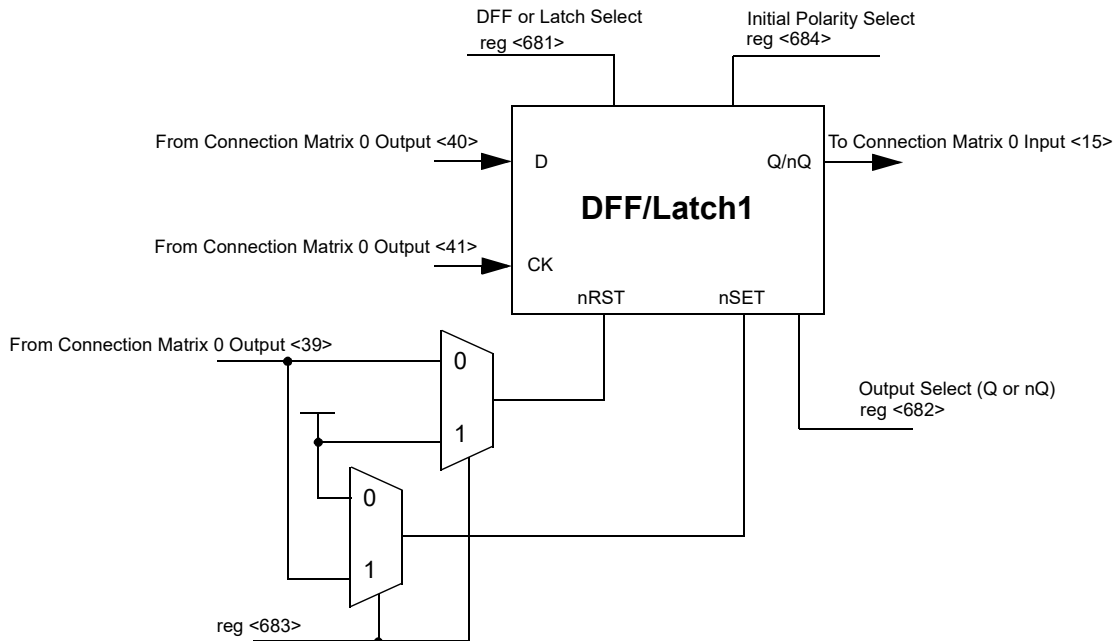 DFF or Latch Select
reg <681>
Initial Polarity Select
reg <684>
From Connection Matrix 0 Output <40>
D
Q/nQ
To Connection Matrix 0 Input <15>
DFF/Latch1
From Connection Matrix 0 Output <41>
CK
nRST
nSET
From Connection Matrix 0 Output <39>
0
1
Output Select (Q or nQ)
reg <682>
0
1
reg <683>